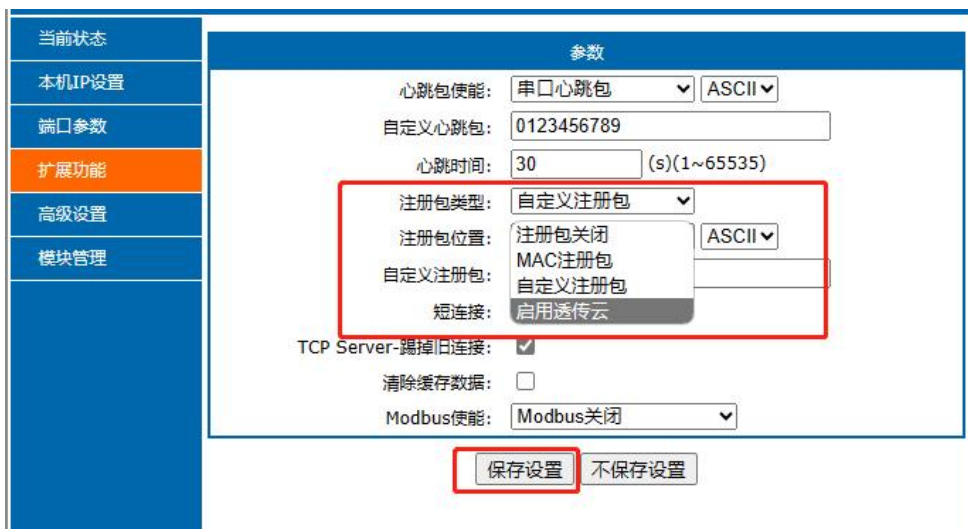 当前状态
本机IP设置
端口参数
扩展功能
高级设置
模块管理
参数
心跳包使能: 串口心跳包 ASCII
自定义心跳包: 0123456789
心跳时间: 30 (s)(1~65535)
注册包类型: 自定义注册包
注册包位置: ASCII
自定义注册包:
短连接:
注册包关闭
MAC注册包
自定义注册包
启用透传云
TCP Server-踢掉旧连接:
清除缓存数据:
Modbus使能: Modbus关闭
保存设置 不保存设置